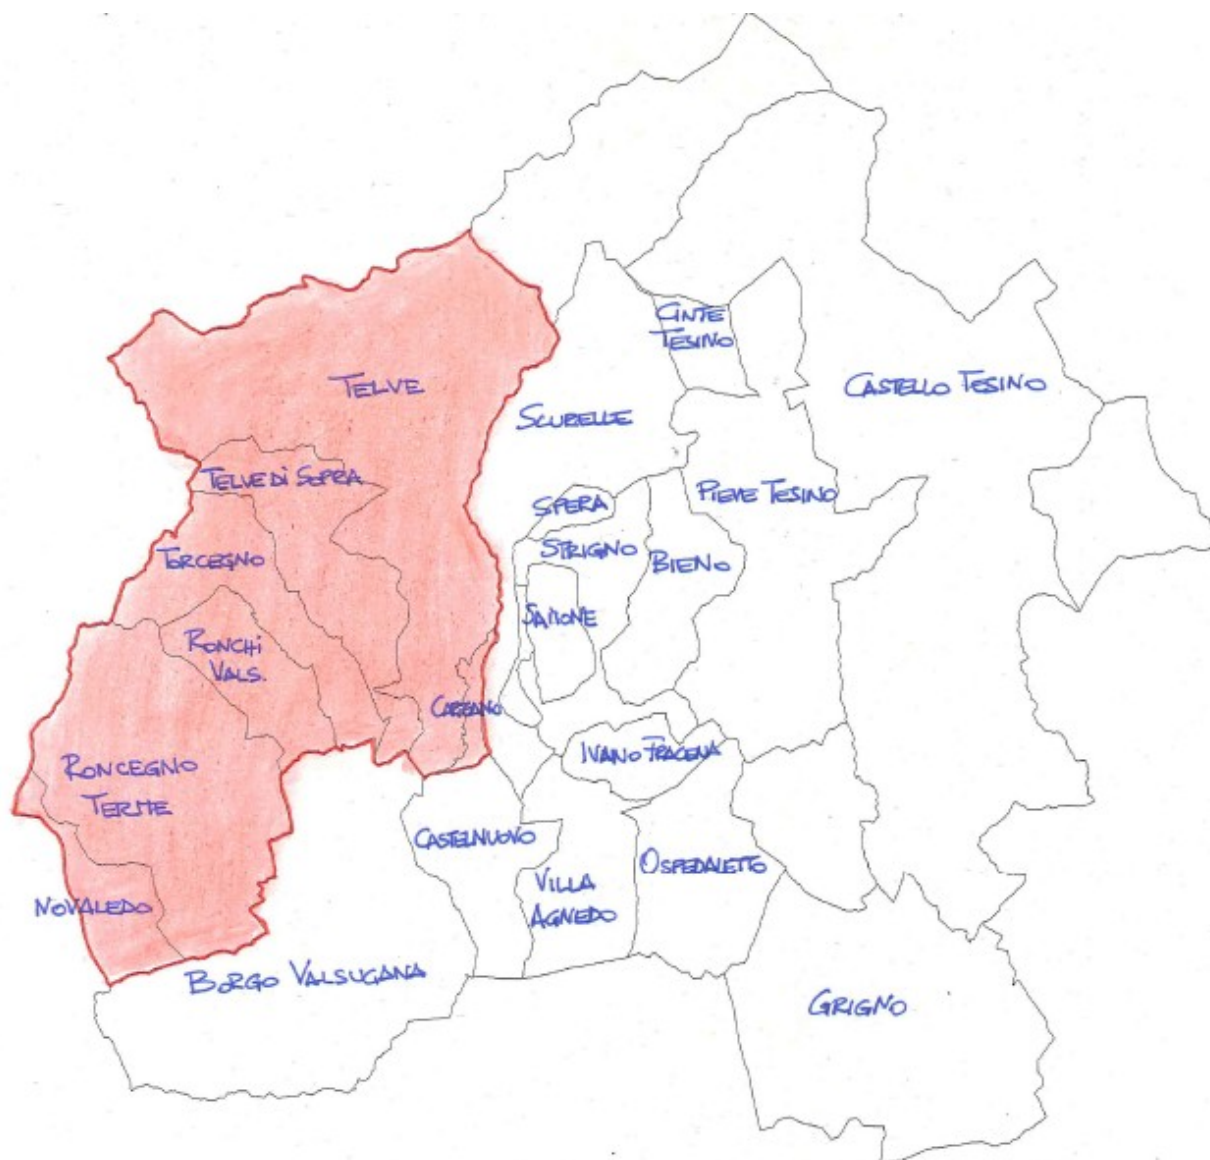 CINTE
TESINO
TELVE
CASTELLO TESINO
SCURELLE
TELVE DI SOPRA
PIEVE TESINO
SPERA
STRIGNO
TORCEGNO
BIENO
SAMONE
RONCHI
VALS.
CARZANO
IVANO FRACENA
RONCEGNO
TERME
CASTELNUOVO
OSPEDALETTO
VILLA
AGNEDO
NOVALEDO
BORGO VALSUGANA
GRIGNO